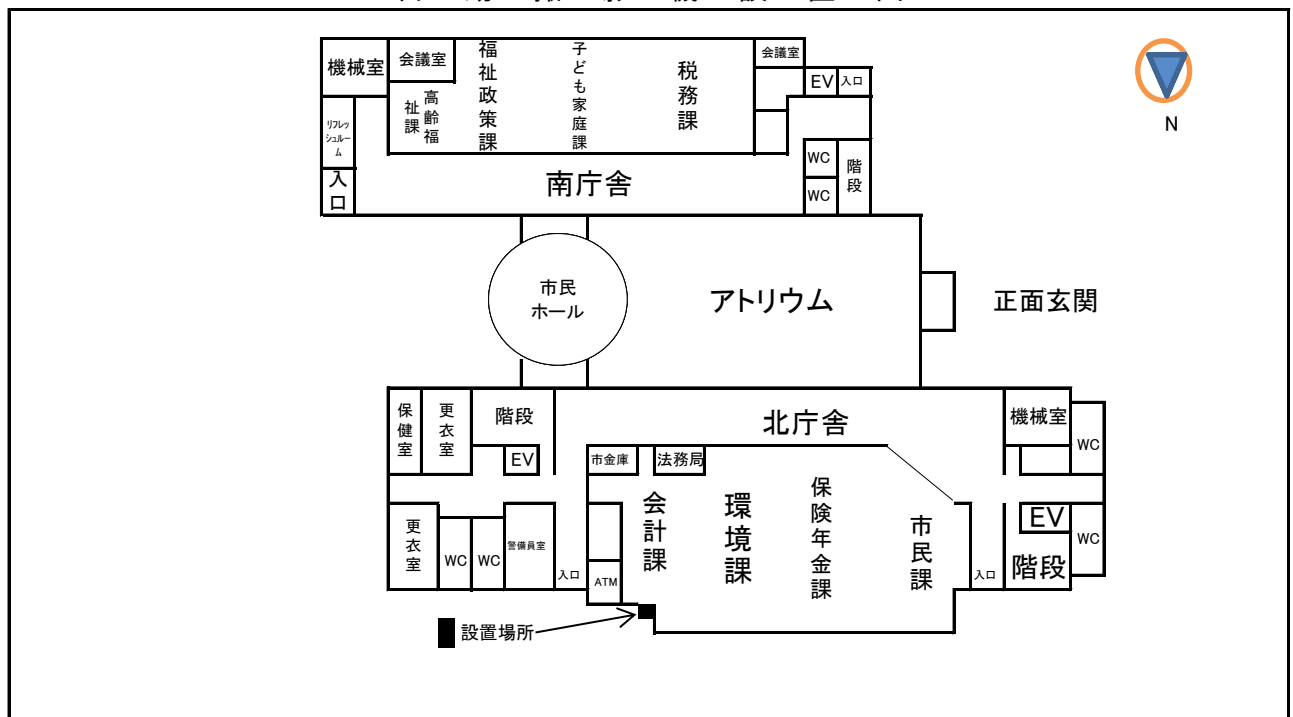 機械室
会議室
福祉政策課
子ども家庭課
税務課
会議室
EV
入口
高齢福
祉課
リフレッ
シュルー
ム
入口
WC
WC
階段
南庁舎
N
市民
ホール
アトリウム
正面玄関
保健室
更衣室
階段
EV
北庁舎
機械室
WC
市金庫
法務局
会計課
環境課
保険年金課
市民課
更衣室
WC
WC
警備員室
入口
ATM
入口
EV
階段
WC
設置場所